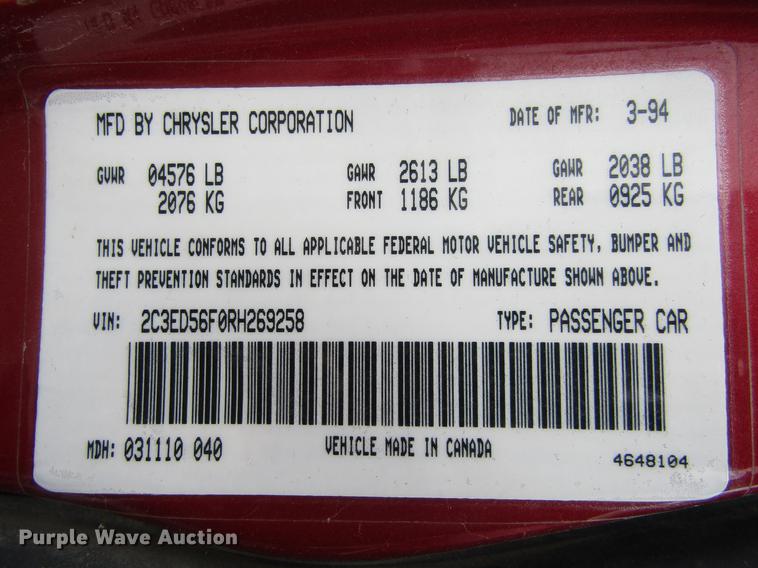 MFD BY CHRYSLER CORPORATION DATE OF MFR: 3-94
GVWR 04576 LB GAWR 2613 LB GAWR 2038 LB
2076 KG FRONT 1186 KG REAR 0925 KG
THIS VEHICLE CONFORMS TO ALL APPLICABLE FEDERAL MOTOR VEHICLE SAFETY, BUMPER AND
THEFT PREVENTION STANDARDS IN EFFECT ON THE DATE OF MANUFACTURE SHOWN ABOVE.
VIN: 2C3ED56F0RH269258 TYPE: PASSENGER CAR
MDH: 031110 040 VEHICLE MADE IN CANADA 4648104
Purple Wave Auction